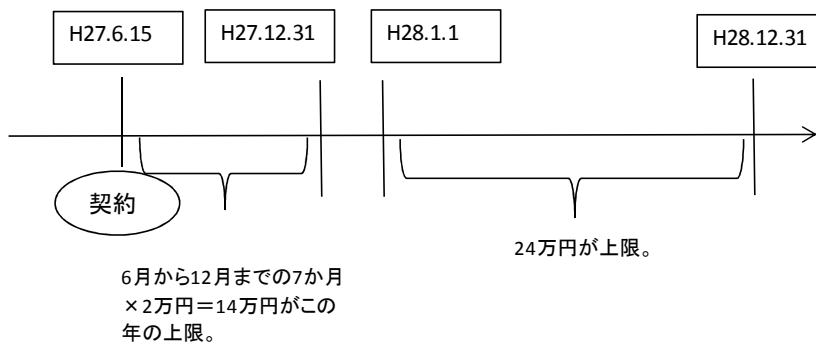 H27.6.15
H27.12.31
H28.1.1
H28.12.31
契約
24万円が上限。
6月から12月までの7か月
×2万円＝14万円がこの
年の上限。